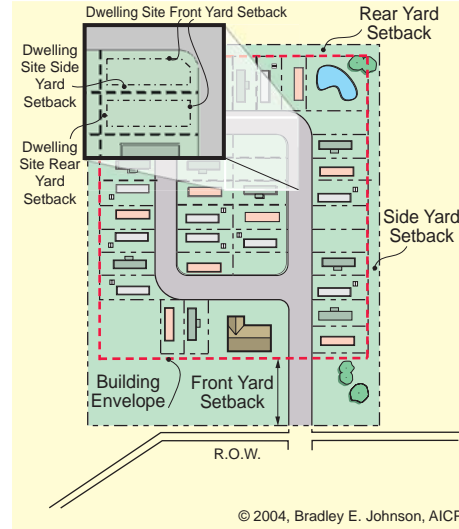 Dwelling Site Front Yard Setback
Rear Yard
Setback
Dwelling
Site Side
Yard
Setback
Dwelling
Site Rear
Yard
Setback
Side Yard
Setback
Building
Envelope
Front Yard
Setback
R.O.W.
© 2004, Bradley E. Johnson, AICP